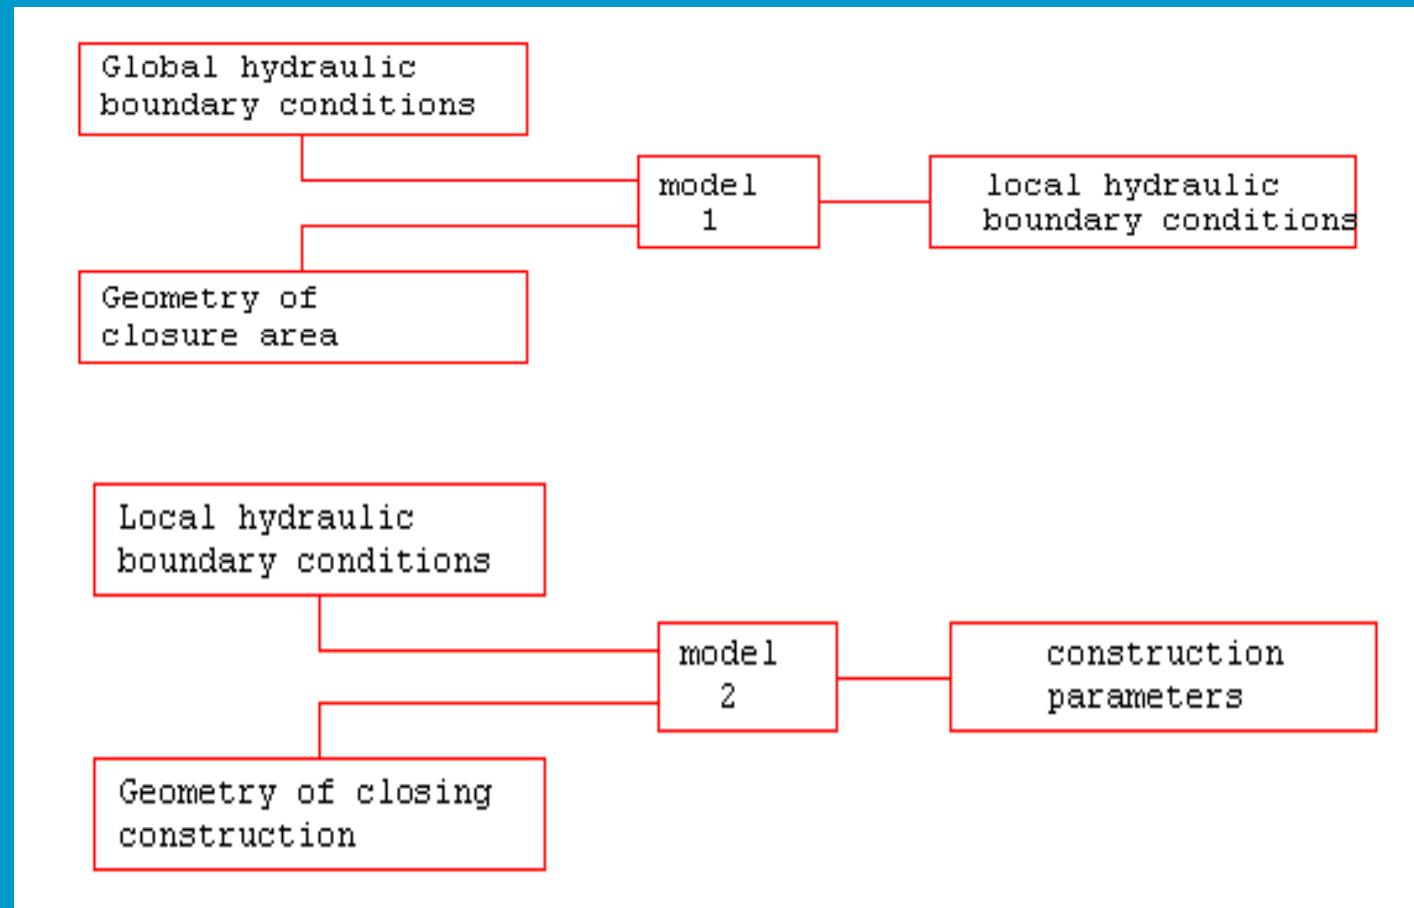 Global hydraulic
boundary conditions
Geometry of
closure area
model
1
local hydraulic
boundary conditions
Local hydraulic
boundary conditions
Geometry of closing
construction
model
2
construction
parameters